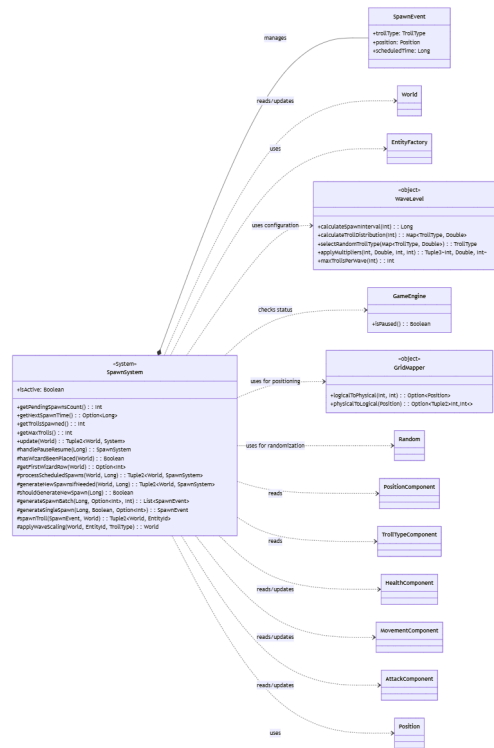 SpawnEvent
+trollType: TrollType
+position: Position
+scheduledTime: Long
manages
reads/updates
World
uses
EntityFactory
«object»
WaveLevel
+calculateSpawnInterval(Int) : : Long
+calculateTrollDistribution(Int) : : Map<TrollType, Double>
+selectRandomTrollType(Map<TrollType, Double>) : : TrollType
+applyMultipliers(Int, Double, Int, Int) : : Tuple3<Int, Double, Int>
+maxTrollsPerWave(Int) : : Int
uses configuration
GameEngine
+isPaused() : : Boolean
checks status
«object»
GridMapper
+logicalToPhysical(Int, Int) : : Option<Position>
+physicalToLogical(Position) : : Option<Tuple2<Int,Int>>
uses for positioning
«System»
SpawnSystem
+isActive: Boolean
+getPendingSpawnsCount() : : Int
+getNextSpawnTime() : : Option<Long>
+getTrollsSpawned() : : Int
+getMaxTrolls() : : Int
+update(World) : : Tuple2<World, System>
#handlePauseResume(Long) : : SpawnSystem
#hasWizardBeenPlaced(World) : : Boolean
#getFirstWizardRow(World) : : Option<Int>
#processScheduledSpawns(World, Long) : : Tuple2<World, SpawnSystem>
#generateNewSpawnsIfNeeded(World, Long) : : Tuple2<World, SpawnSystem>
#shouldGenerateNewSpawn(Long) : : Boolean
#generateSpawnBatch(Long, Option<Int>, Int) : : List<SpawnEvent>
#generateSingleSpawn(Long, Boolean, Option<Int>) : : SpawnEvent
#spawnTroll(SpawnEvent, World) : : Tuple2<World, EntityId>
#applyWaveScaling(World, EntityId, TrollType) : : World
uses for randomization
Random
reads
PositionComponent
reads
TrollTypeComponent
reads/updates
HealthComponent
reads/updates
MovementComponent
reads/updates
AttackComponent
uses
Position